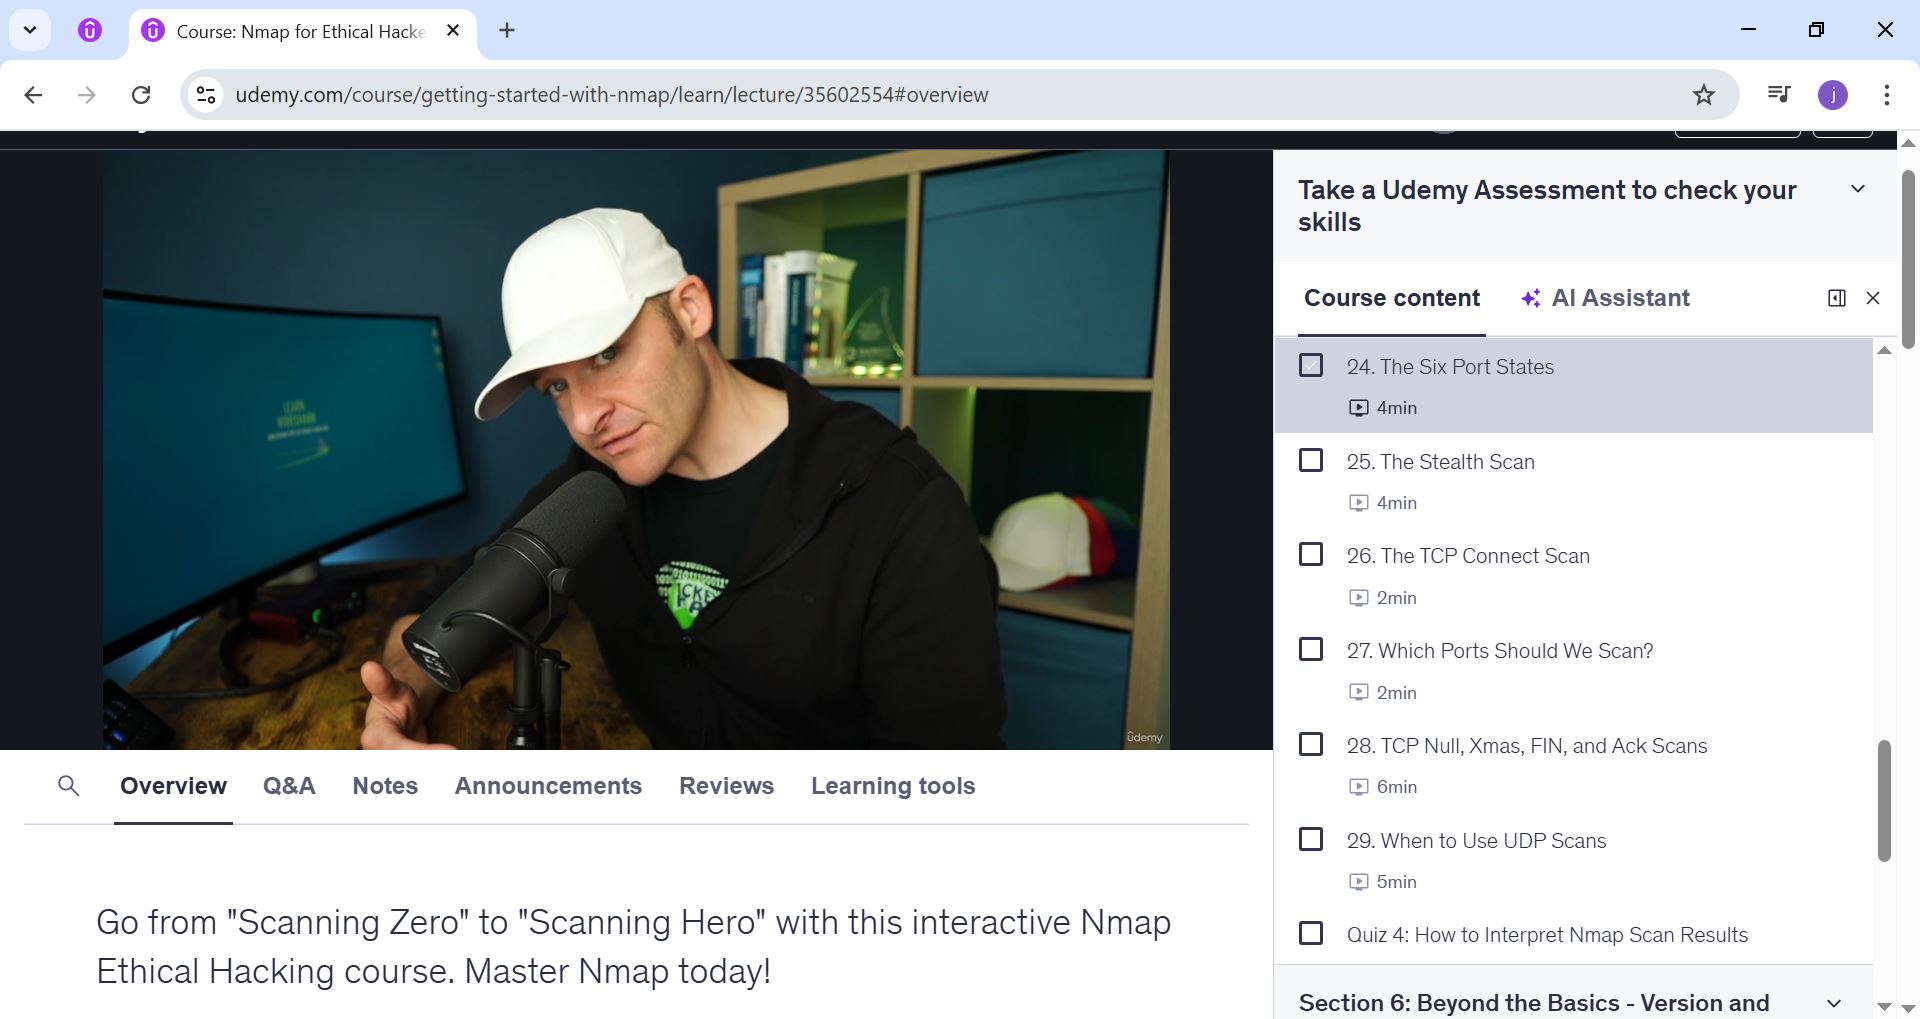 Course: Nmap for Ethical Hacke
udemy.com/course/getting-started-with-nmap/learn/lecture/35602554#overview
j
LEARN
WIRESHARK
Take a Udemy Assessment to check your
skills
Course content
AI Assistant
24. The Six Port States
4min
25. The Stealth Scan
4min
26. The TCP Connect Scan
2min
27. Which Ports Should We Scan?
2min
28. TCP Null, Xmas, FIN, and Ack Scans
6min
29. When to Use UDP Scans
5min
Quiz 4: How to Interpret Nmap Scan Results
Section 6: Beyond the Basics - Version and
ûdemy
Overview
Q&A
Notes
Announcements
Reviews
Learning tools
Go from "Scanning Zero" to "Scanning Hero" with this interactive Nmap
Ethical Hacking course. Master Nmap today!